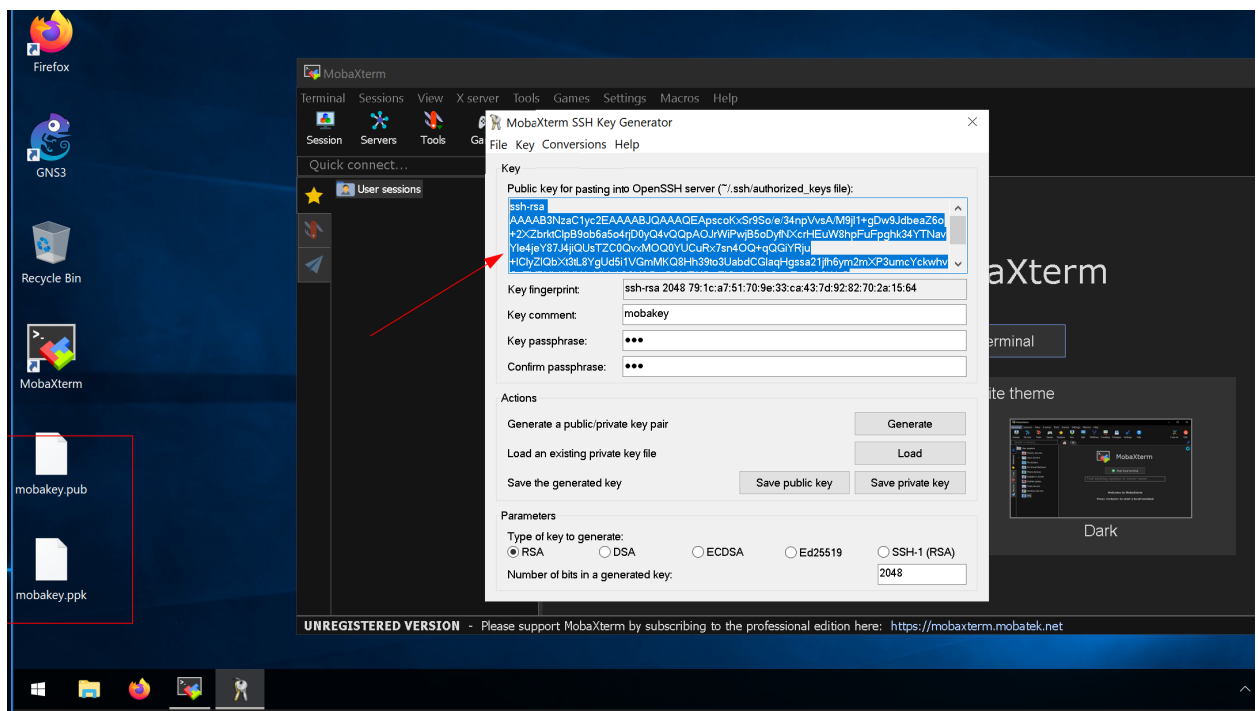 Firefox
GNS3
Recycle Bin
MobaXterm
mobakey.pub
mobakey.ppk
MobaXterm
Terminal Sessions View X server Tools Games Settings Macros Help
Session Servers Tools Ga
Quick connect...
User sessions
MobaXterm SSH Key Generator
File Key Conversions Help
Key
Public key for pasting into OpenSSH server (~/.ssh/authorized_keys file):
ssh-rsa
AAAAB3NzaC1yc2EAAAABJQAAAQEApscoKxSr9So/e/34npVvsA/M9jI1+gDw9JdbeaZ6o
+2XZbrktClpB9ob6a5o4rjD0yQ4vQQpAOJrWiPwjB5oDyfNXcrHEuW8hpFuFpghk34YTNav
Yle4jeY87J4jiQUsTZC0QvxMOQ0YUCuRx7sn4OQ+qQGiYRju
+IClyZIQbXt3tL8YgUd5i1VGmMKQ8Hh39to3UabdCGlaqHgssa21jfh6ym2mXP3umcYckwhv
Key fingerprint: ssh-rsa 2048 79:1c:a7:51:70:9e:33:ca:43:7d:92:82:70:2a:15:64
Key comment: mobakey
Key passphrase: •••
Confirm passphrase: •••
Actions
Generate a public/private key pair Generate
Load an existing private key file Load
Save the generated key Save public key Save private key
Parameters
Type of key to generate:
RSA DSA ECDSA Ed25519 SSH-1 (RSA)
Number of bits in a generated key: 2048
aXterm
erminal
ite theme
MobaXterm
Dark
UNREGISTERED VERSION - Please support MobaXterm by subscribing to the professional edition here: https://mobaxterm.mobatek.net